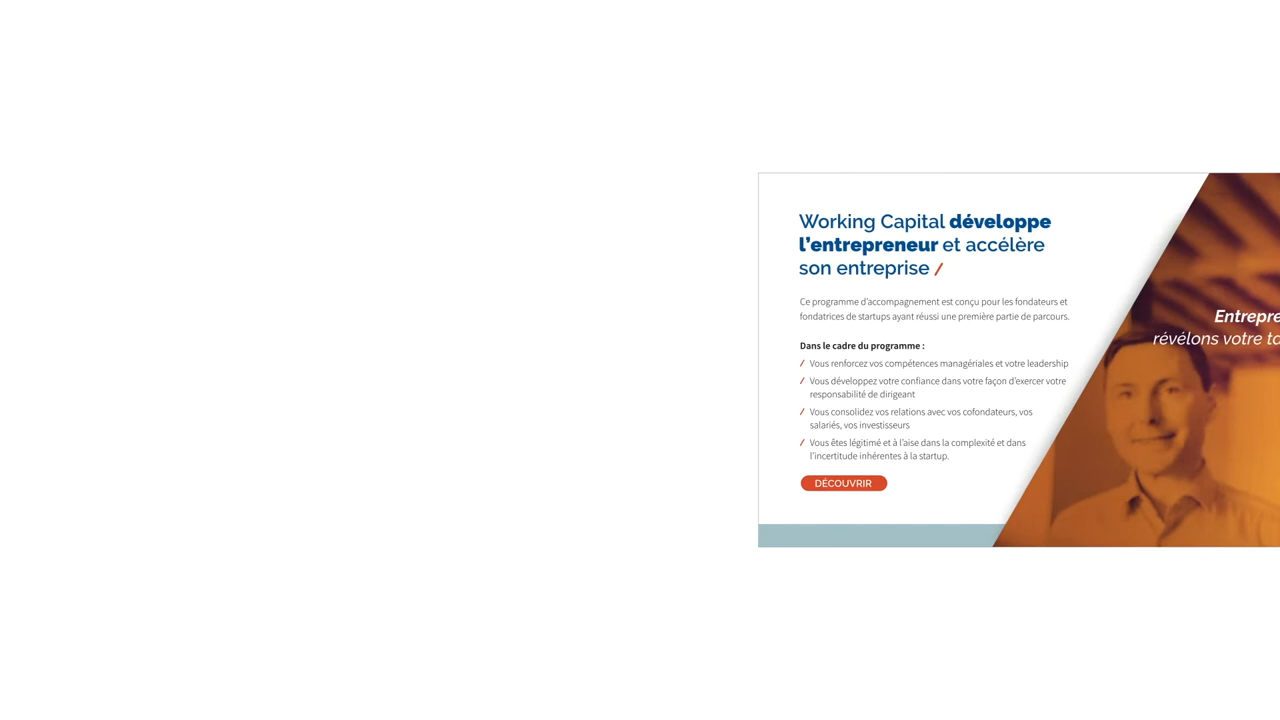 Working Capital développe
l’entrepreneur et accélère
son entreprise /
Ce programme d’accompagnement est conçu pour les fondateurs et
fondatrices de startups ayant réussi une première partie de parcours.
Dans le cadre du programme :
/ Vous renforcez vos compétences managériales et votre leadership
/ Vous développez votre confiance dans votre façon d’exercer votre
responsabilité de dirigeant
/ Vous consolidez vos relations avec vos cofondateurs, vos
salariés, vos investisseurs
/ Vous êtes légitimé et à l’aise dans la complexité et dans
l’incertitude inhérentes à la startup.
DÉCOUVRIR
Entrepre
révélons votre ta